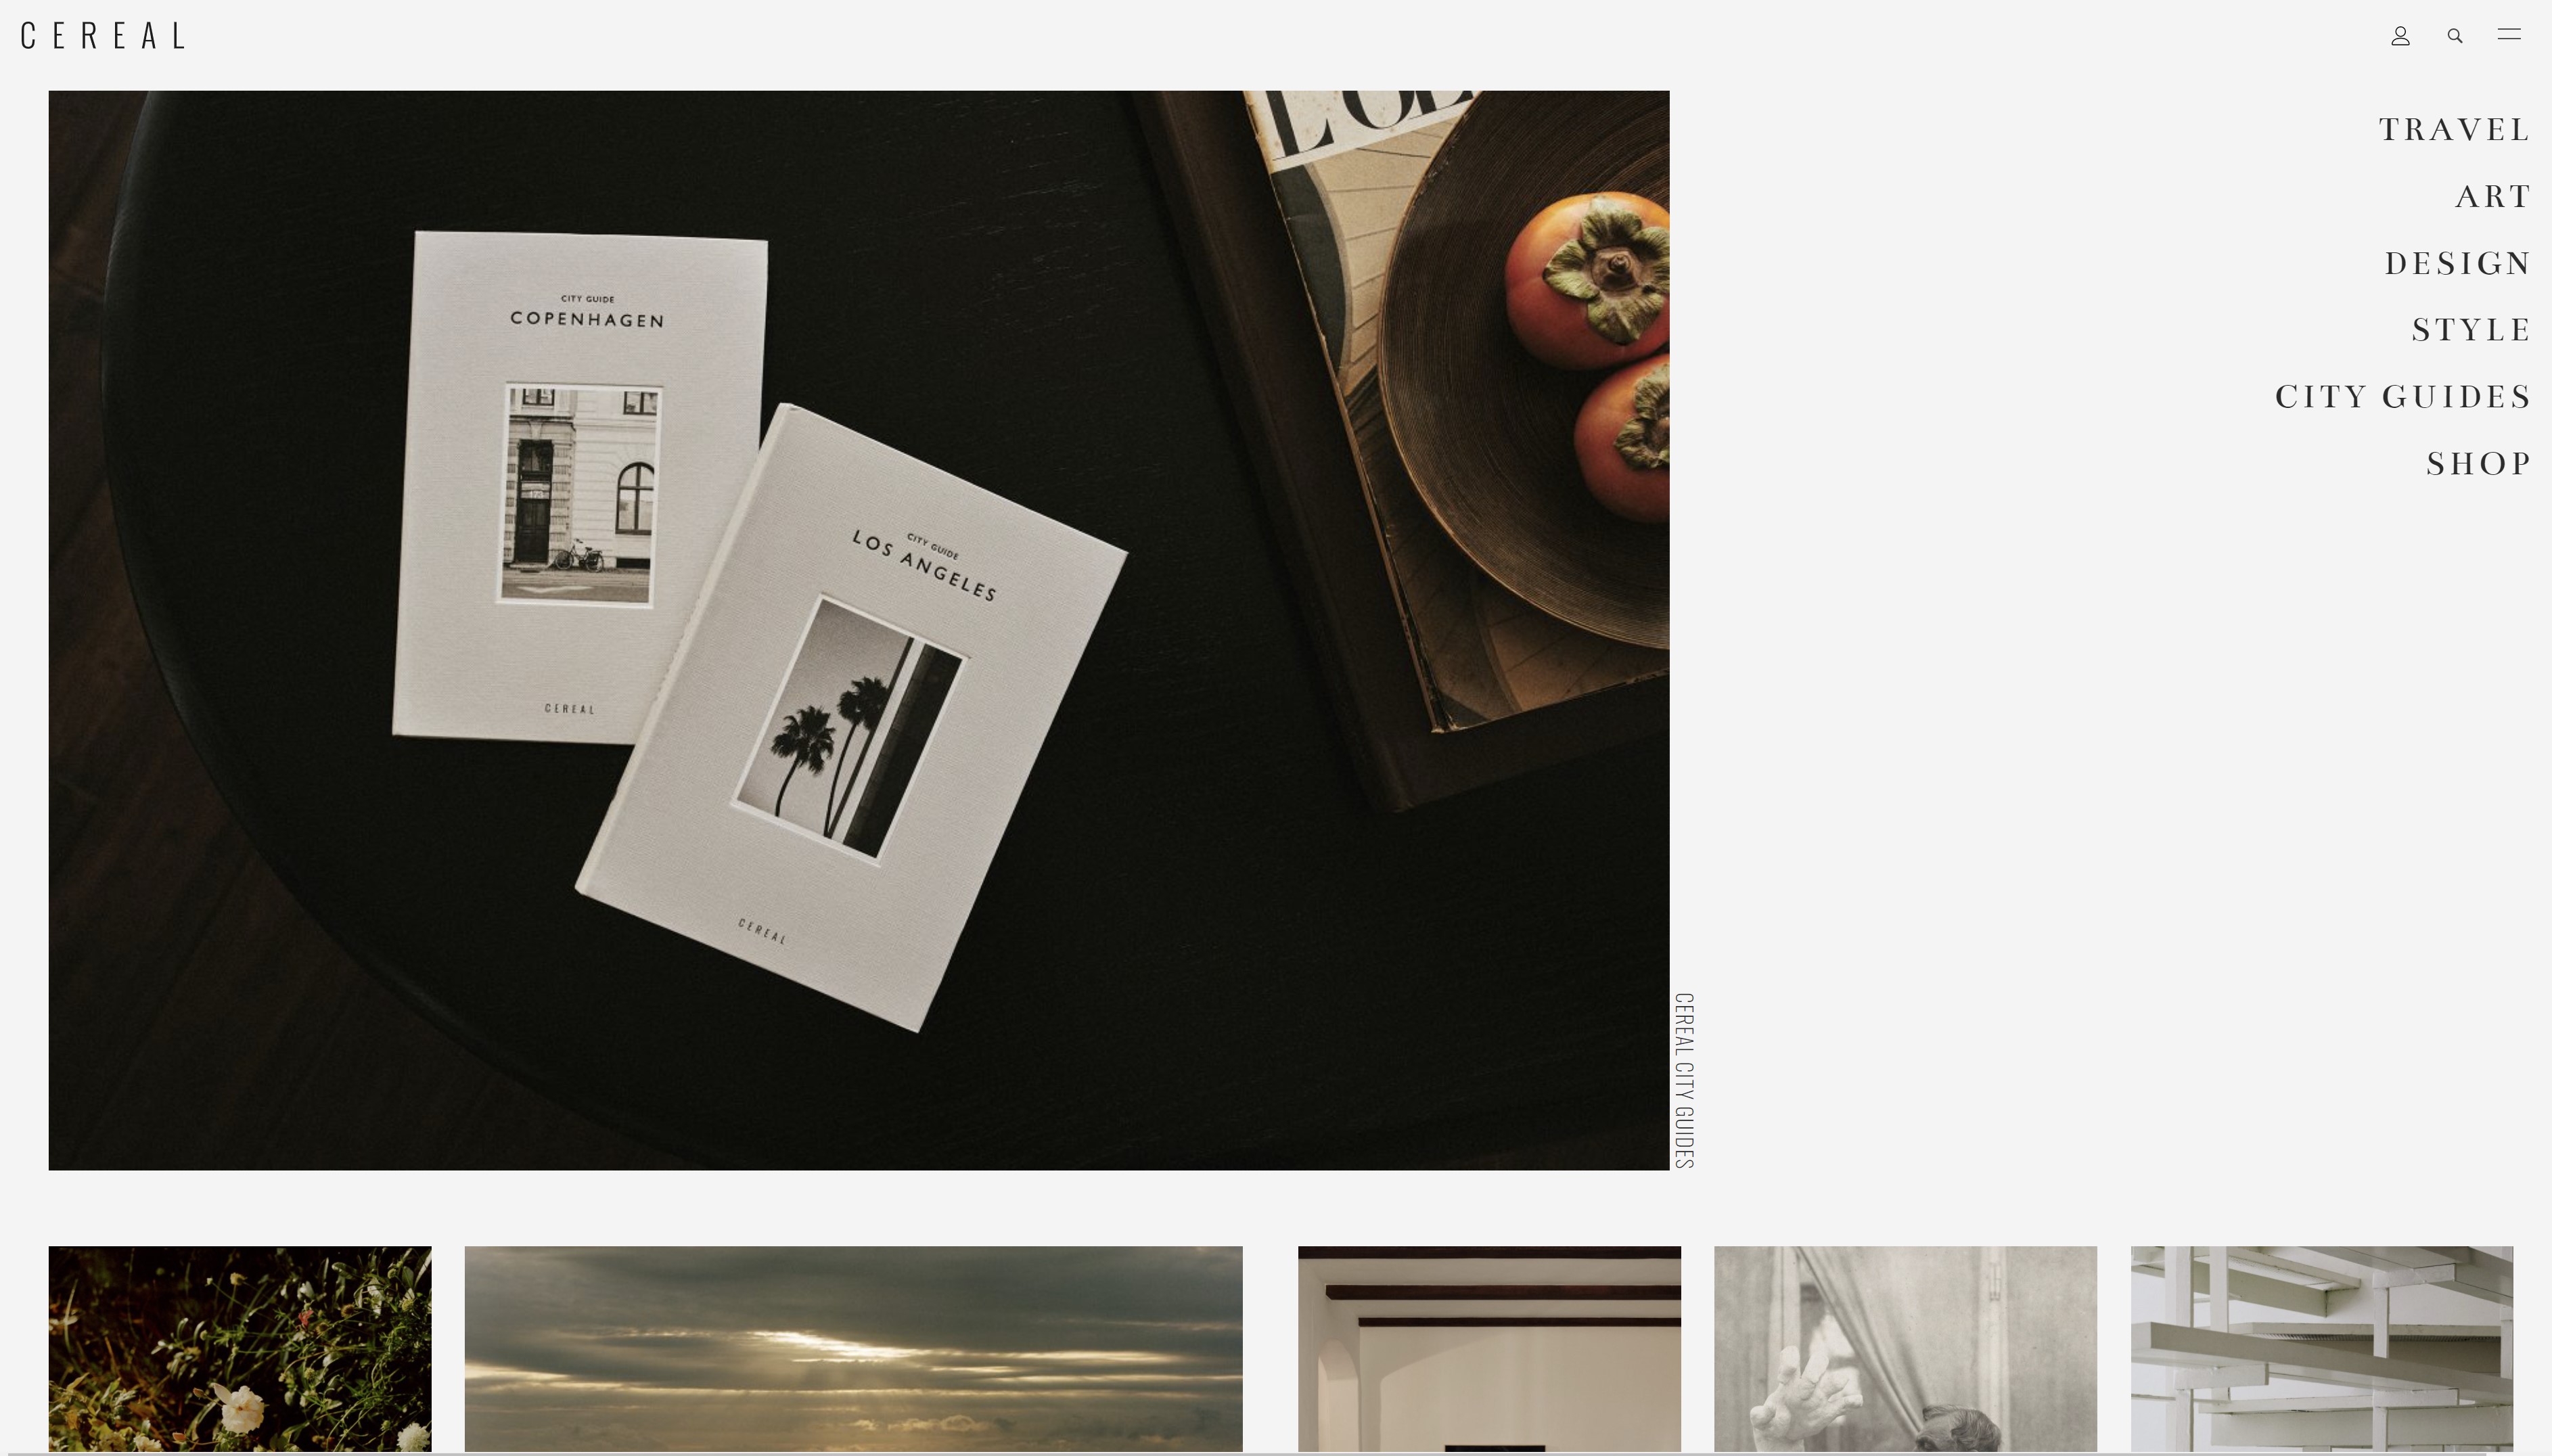 CEREAL
TRAVEL
ART
DESIGN
STYLE
CITY GUIDES
SHOP
CITY GUIDE
COPENHAGEN
CEREAL
CITY GUIDE
LOS ANGELES
CEREAL
CEREAL CITY GUIDES